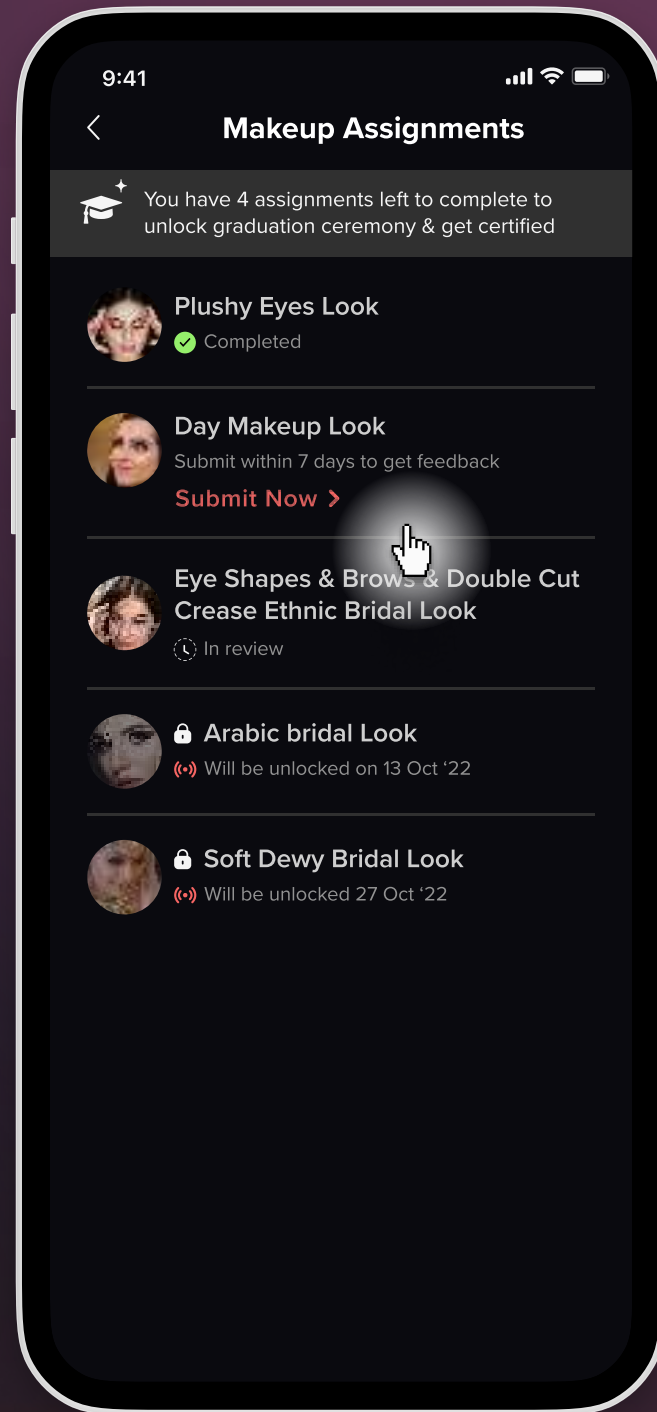 9:41
Makeup Assignments
You have 4 assignments left to complete to
unlock graduation ceremony & get certified
Plushy Eyes Look
Completed
Day Makeup Look
Submit within 7 days to get feedback
Submit Now
Eye Shapes & Brows & Double Cut
Crease Ethnic Bridal Look
In review
Arabic bridal Look
Will be unlocked on 13 Oct ‘22
Soft Dewy Bridal Look
Will be unlocked 27 Oct ‘22